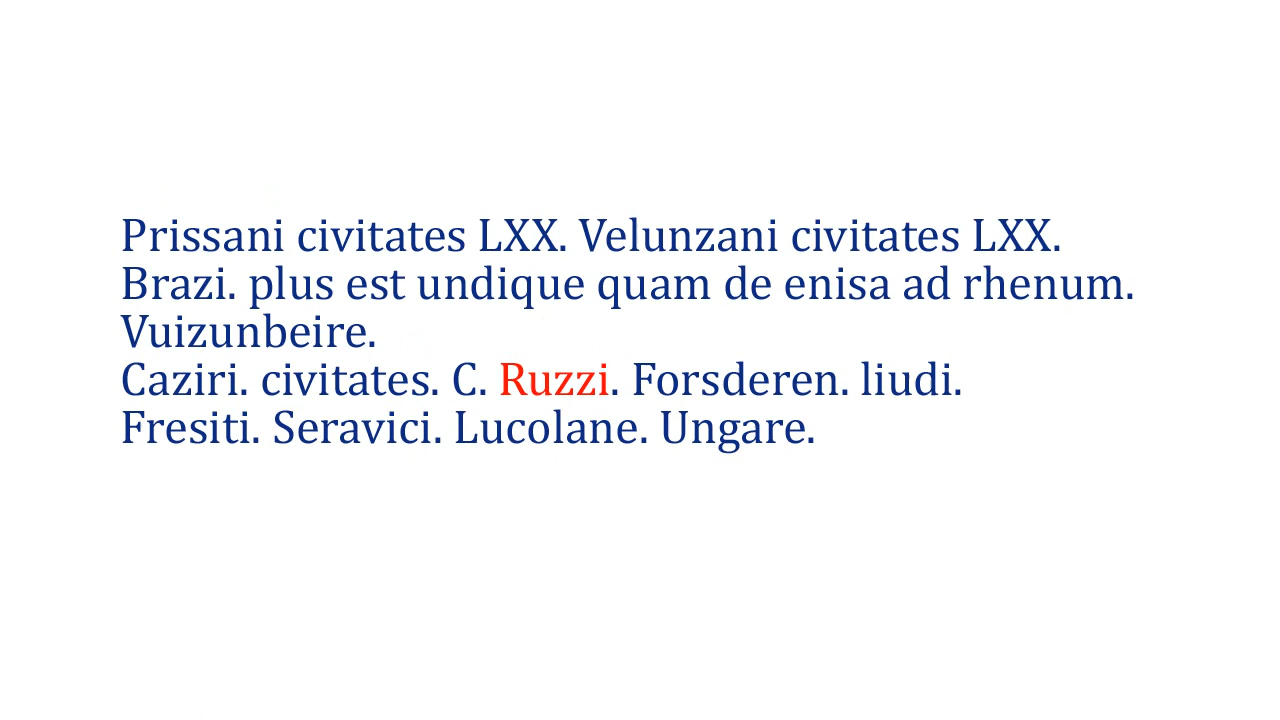 Prissani civitates LXX. Velunzani civitates LXX.
Brazi. plus est undique quam de enisa ad rhenum.
Vuizunbeire.
Caziri. civitates. C. Ruzzi. Forsderen. liudi.
Fresiti. Seravici. Lucolane. Ungare.